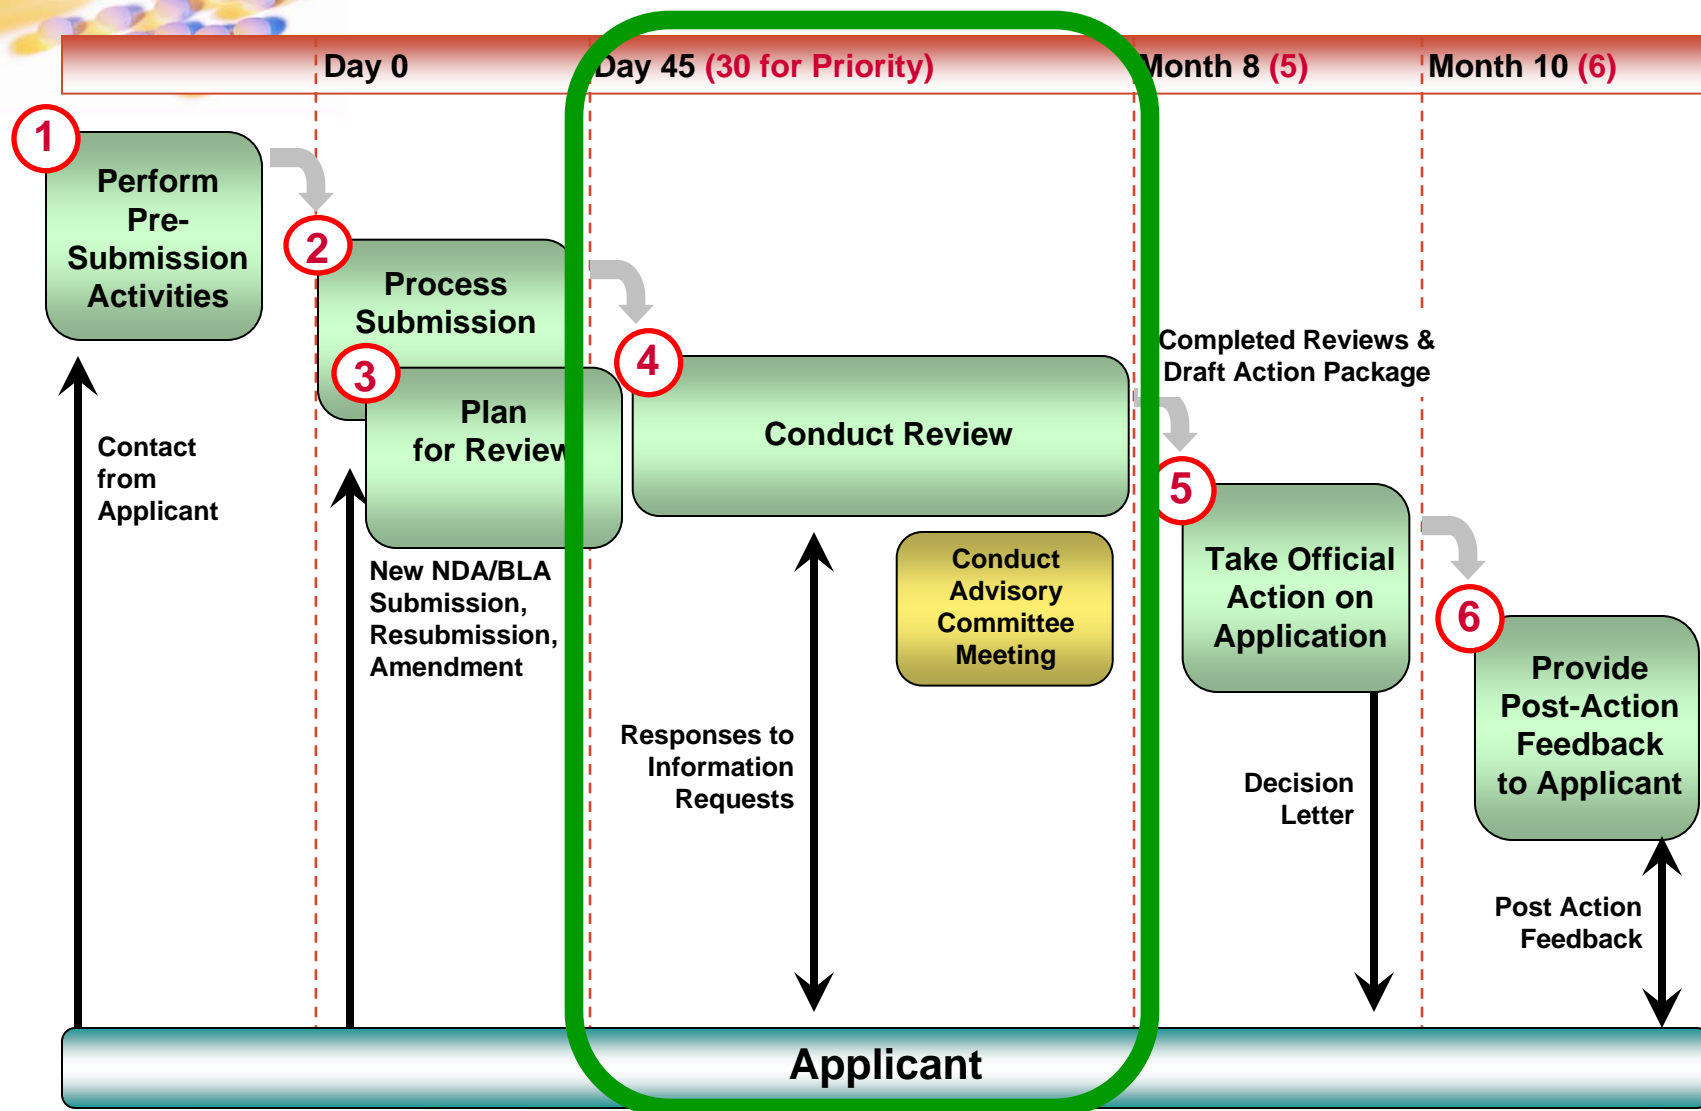 Day 0
Day 45 (30 for Priority)
Month 8 (5)
Month 10 (6)
1
Perform
Pre-
Submission
Activities
2
Process
Submission
3
Plan
for Review
4
Conduct Review
Completed Reviews &
Draft Action Package
5
Take Official
Action on
Application
6
Provide
Post-Action
Feedback
to Applicant
Conduct
Advisory
Committee
Meeting
Contact
from
Applicant
New NDA/BLA
Submission,
Resubmission,
Amendment
Responses to
Information
Requests
Decision
Letter
Post Action
Feedback
Applicant